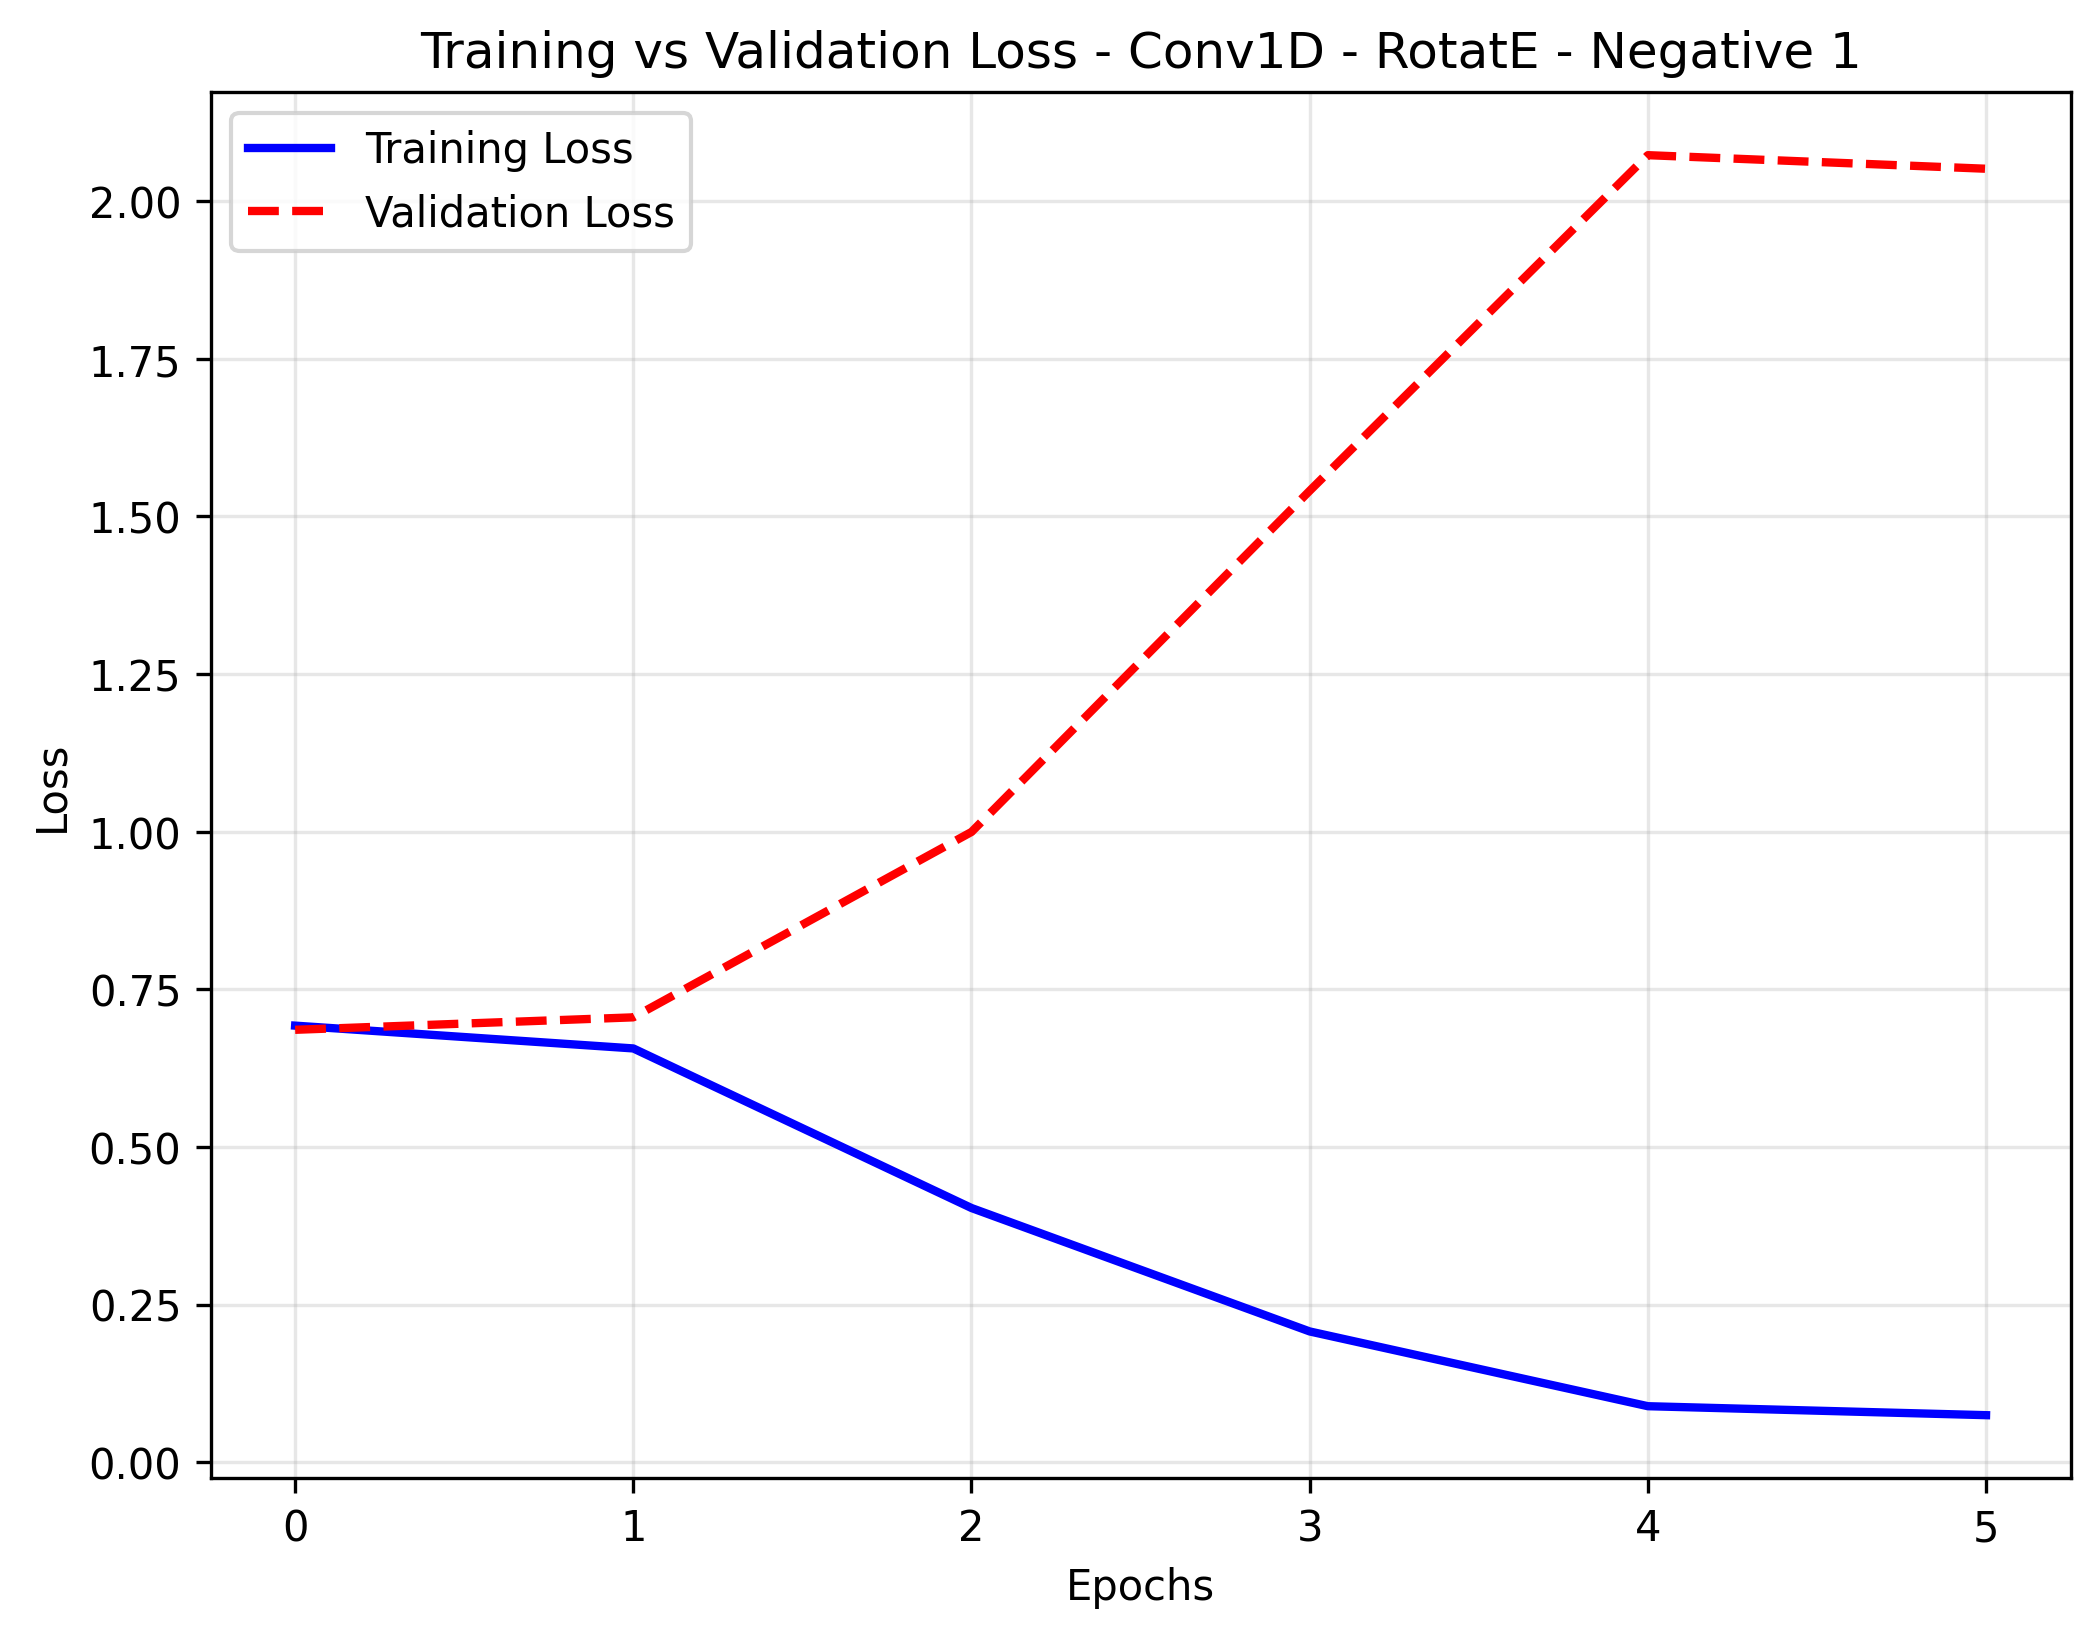 Training vs Validation Loss - Conv1D - RotatE - Negative 1
Training Loss
Validation Loss
2.00
1.75
1.50
1.25
1.00
0.75
0.50
0.25
0.00
Loss
0 1 2 3 4 5
Epochs